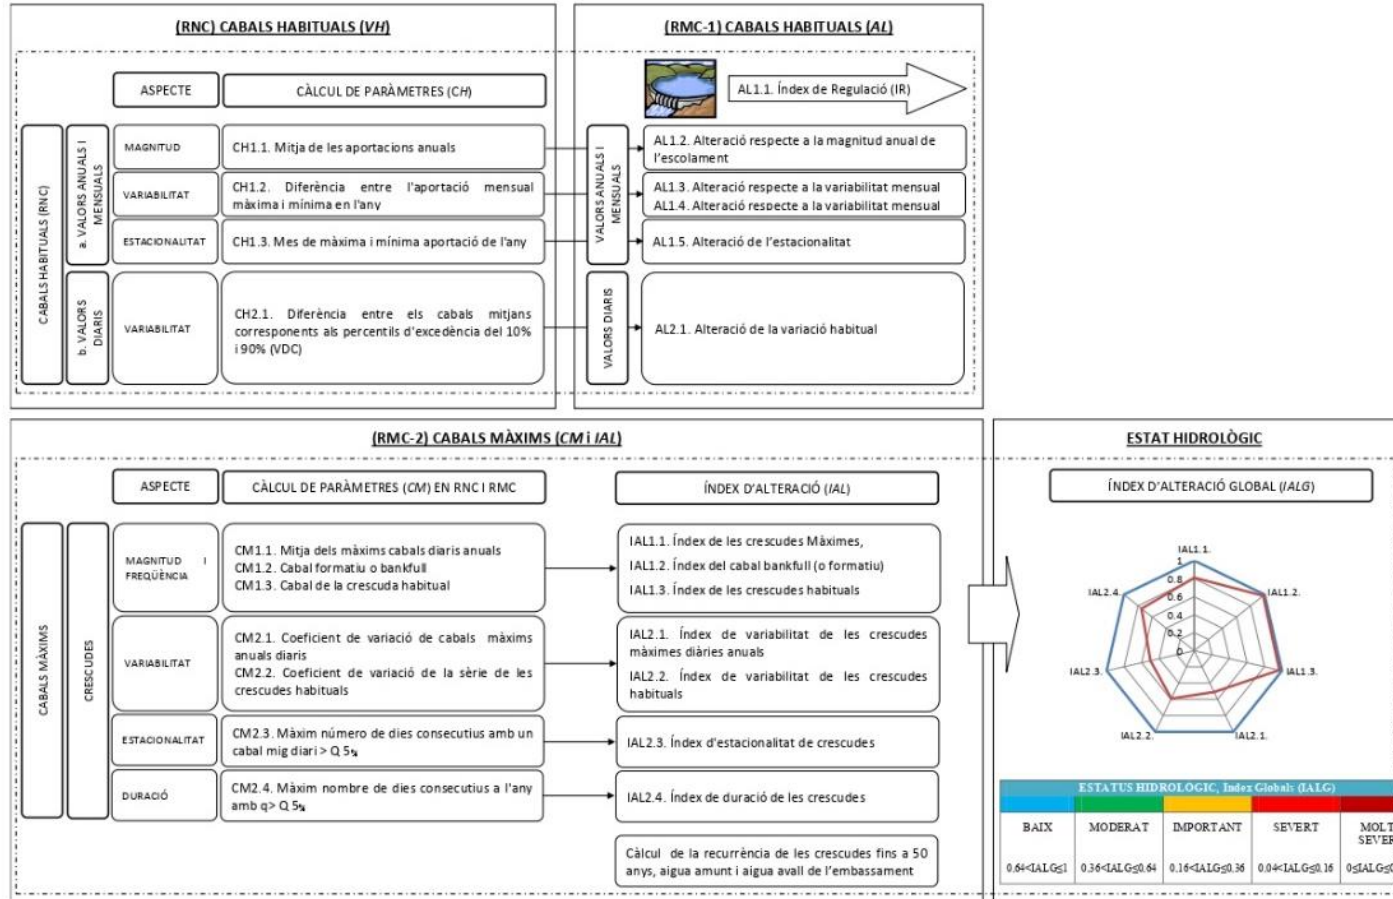 (RNC) CABALS HABITUALS (VH)
ASPECTE
CÀLCUL DE PARÀMETRES (CH)
CABALS HABITUALS (RNC)
a. VALORS ANUALS I
MENSUALS
MAGNITUD
CH1.1. Mitja de les aportacions anuals
VARIABILITAT
CH1.2. Diferència entre l'aportació mensual
màxima i mínima en l'any
ESTACIONALITAT
CH1.3. Mes de màxima i mínima aportació de l'any
b. VALORS
DIARIS
VARIABILITAT
CH2.1. Diferència entre els cabals mitjans
corresponents als percentils d'excedència del 10%
i 90% (VDC)
(RMC-1) CABALS HABITUALS (AL)
AL1.1. Índex de Regulació (IR)
VALORS ANUALS I
MENSUALS
AL1.2. Alteració respecte a la magnitud anual de
l'escolament
AL1.3. Alteració respecte a la variabilitat mensual
AL1.4. Alteració respecte a la variabilitat mensual
AL1.5. Alteració de l'estacionalitat
VALORS DIARIS
AL2.1. Alteració de la variació habitual
(RMC-2) CABALS MÀXIMS (CM i IAL)
ASPECTE
CÀLCUL DE PARÀMETRES (CM) EN RNC I RMC
ÍNDEX D'ALTERACIÓ (IAL)
CABALS MÀXIMS
CRESCUDES
MAGNITUD I
FREQÜÈNCIA
CM1.1. Mitja dels màxims cabals diaris anuals
CM1.2. Cabal formatiu o bankfull
CM1.3. Cabal de la crescuda habitual
IAL1.1. Índex de les crescudes Màximes,
IAL1.2. Índex del cabal bankfull (o formatiu)
IAL1.3. Índex de les crescudes habituals
VARIABILITAT
CM2.1. Coeficient de variació de cabals màxims
anuals diaris
CM2.2. Coeficient de variació de la sèrie de les
crescudes habituals
IAL2.1. Índex de variabilitat de les crescudes
màximes diàries anuals
IAL2.2. Índex de variabilitat de les crescudes
habituals
ESTACIONALITAT
CM2.3. Màxim número de dies consecutius amb un
cabal mig diari > Q 5%
IAL2.3. Índex d'estacionalitat de crescudes
DURACIÓ
CM2.4. Màxim nombre de dies consecutius a l'any
amb q> Q 5%
IAL2.4. Índex de duració de les crescudes
Càlcul de la recurrència de les crescudes fins a 50
anys, aigua amunt i aigua avall de l'embassament
ESTAT HIDROLÒGIC
ÍNDEX D'ALTERACIÓ GLOBAL (IALG)
IAL1.1.
1
0.8
0.6
0.4
0.2
0
IAL1.2.
IAL1.3.
IAL2.1.
IAL2.2.
IAL2.3.
IAL2.4.
ESTATUS HIDROLOGIC, Index Globals (IALG)
BAIX
MODERAT
IMPORTANT
SEVERT
MOLT
SEVER
0.64<IALG≤1
0.36<IALG≤0.64
0.16<IALG≤0.36
0.04<IALG≤0.16
0≤IALG≤0